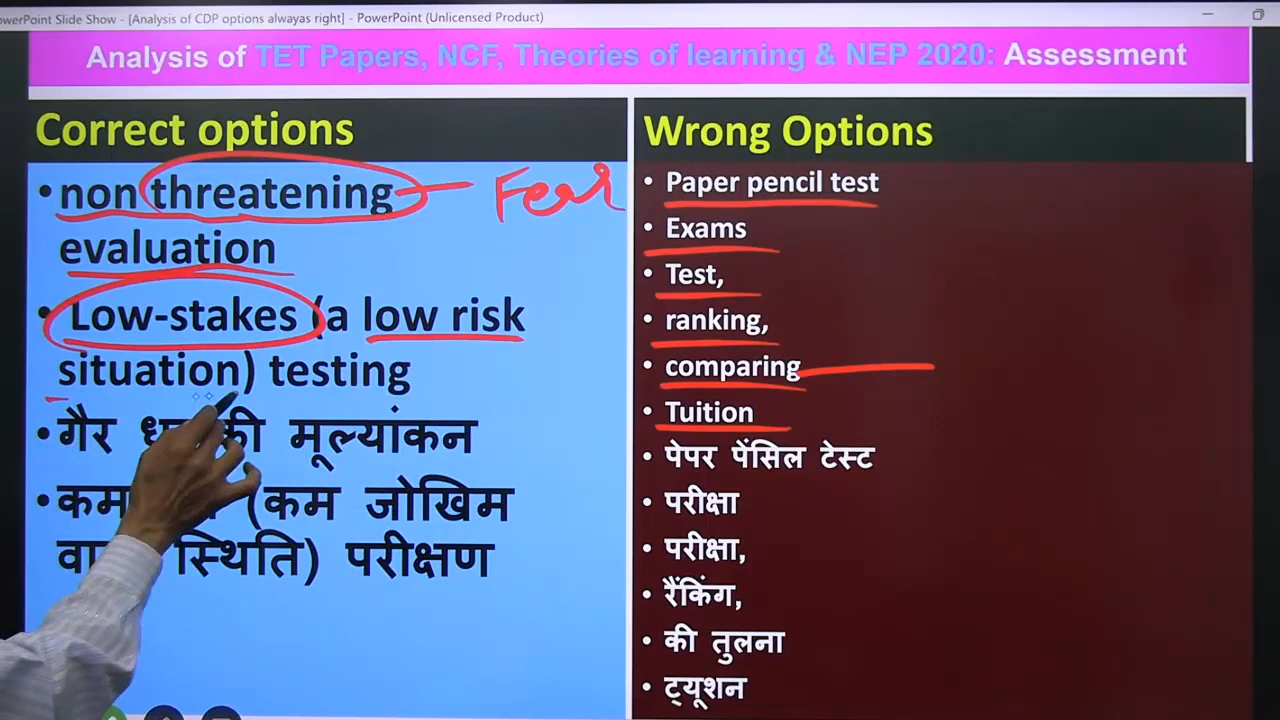 owerPoint Slide Show - [Analysis of CDP options alwayas right] - PowerPoint (Unlicensed Product)
Analysis of TET Papers, NCF, Theories of learning & NEP 2020: Assessment
Correct options
• non threatening
evaluation
• Low-stakes (a low risk
situation) testing
• गैर की मूल्यांकन
• कम (कम जोखिम
स्थिति) परीक्षण
Fear
Wrong Options
• Paper pencil test
• Exams
• Test,
• ranking,
• comparing
• Tuition
• पेपर पेंसिल टेस्ट
• परीक्षा
• परीक्षा,
• रैंकिंग,
• की तुलना
• ट्यूशन